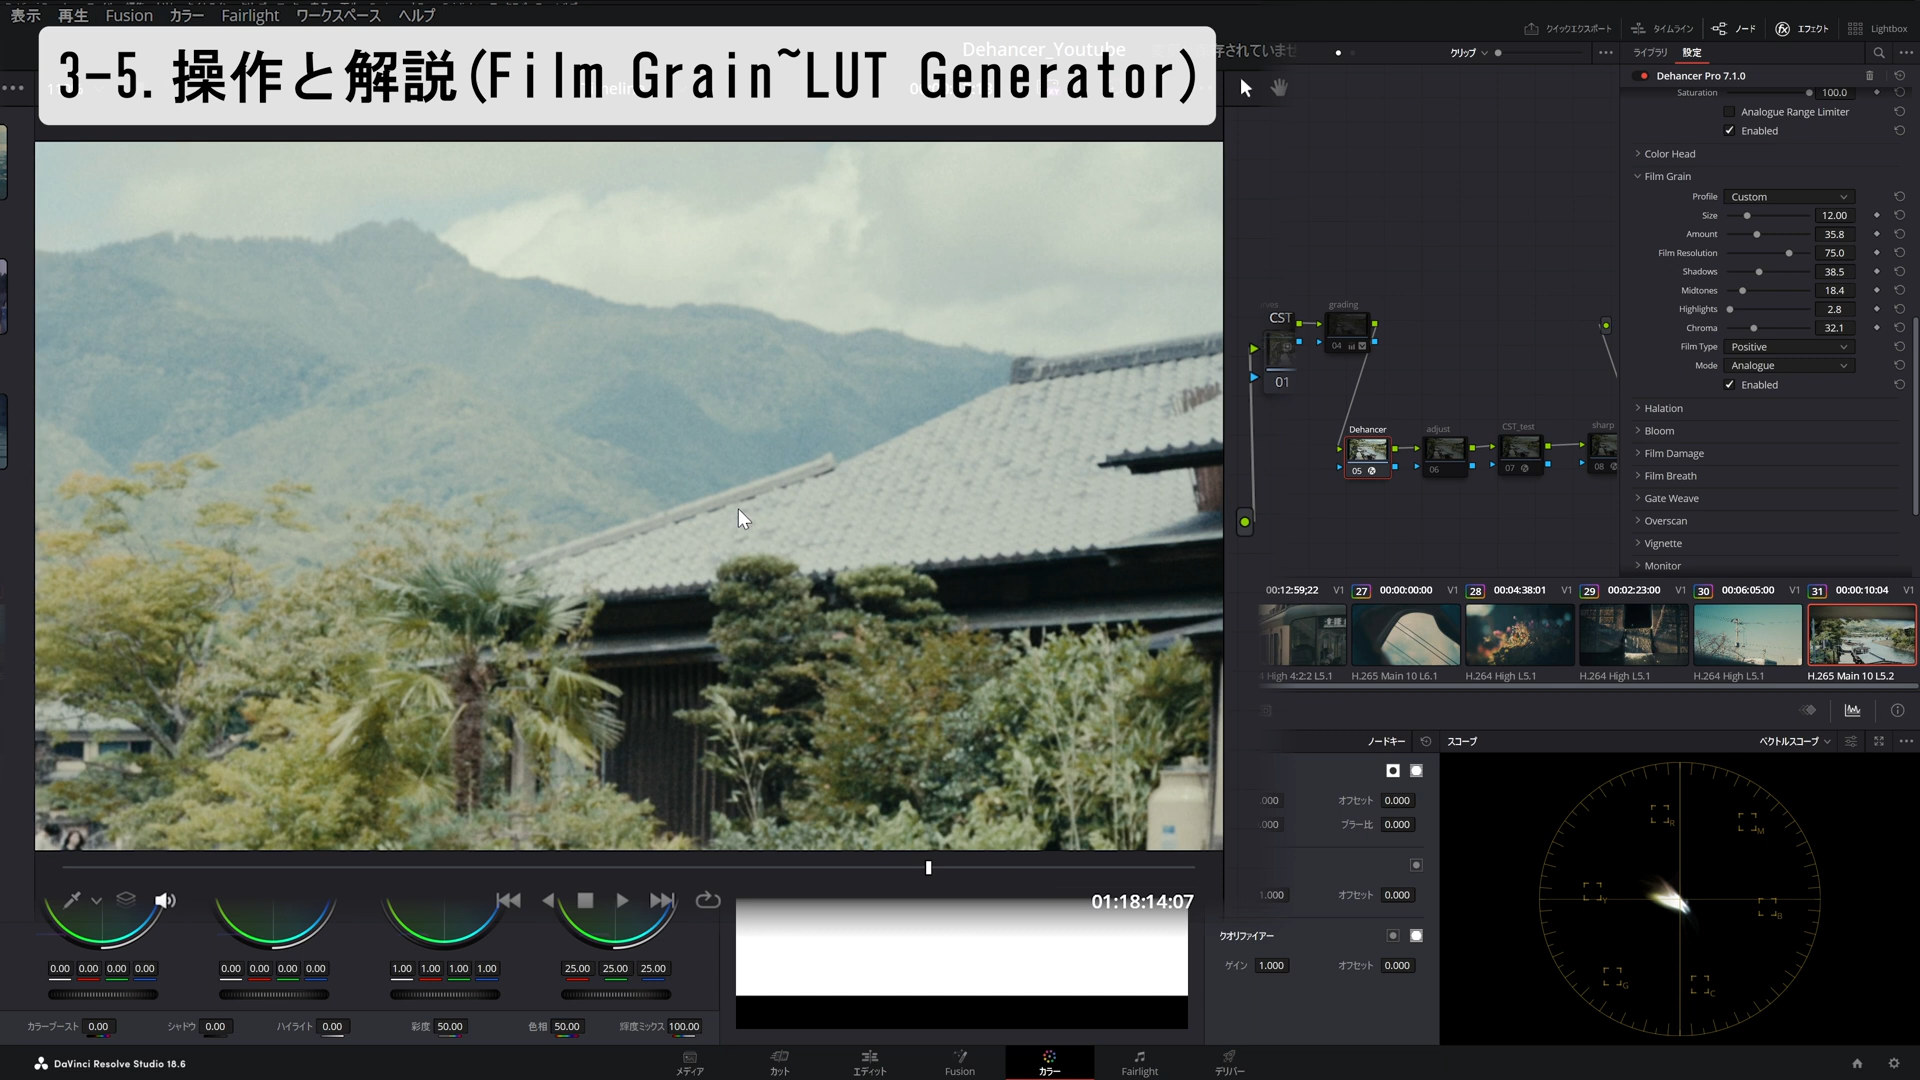 表示 再生 Fusion カラー Fairlight ワークスペース ヘルプ
3-5. 操作と解説(Film Grain~LUT Generator)
Dehancer_Youtube
クイックエクスポート タイムライン ノード エフェクト Lightbox
クリップ
ライブラリ 設定
Dehancer Pro 7.1.0
Saturation 100.0
Analogue Range Limiter
Enabled
Color Head
Film Grain
Profile Custom
Size 12.00
Amount 35.8
Film Resolution 75.0
Shadows 38.5
Midtones 18.4
Highlights 2.8
Chroma 32.1
Film Type Positive
Mode Analogue
Enabled
Halation
Bloom
Film Damage
Film Breath
Gate Weave
Overscan
Vignette
Monitor
CST
01
grading
04
Dehancer
05
adjust
06
CST_test
07
sharp
08
00:12:59;22 V1 27 00:00:00:00 V1 28 00:04:38:01 V1 29 00:02:23:00 V1 30 00:06:05:00 V1 31 00:00:10:04 V1
High 4:2:2 L5.1 H.265 Main 10 L6.1 H.264 High L5.1 H.264 High L5.1 H.264 High L5.1 H.265 Main 10 L5.2
ノードキー スコープ ベクトルスコープ
.000 オフセット 0.000
.000 ブラー比 0.000
1.000 オフセット 0.000
クオリファイアー
ゲイン 1.000 オフセット 0.000
R M Y B G C
01:18:14:07
0.00 0.00 0.00 0.00 0.00 0.00 0.00 0.00 1.00 1.00 1.00 1.00 25.00 25.00 25.00
カラーブースト 0.00 シャドウ 0.00 ハイライト 0.00 彩度 50.00 色相 50.00 輝度ミックス 100.00
DaVinci Resolve Studio 18.6
メディア カット エディット Fusion カラー Fairlight デリバー